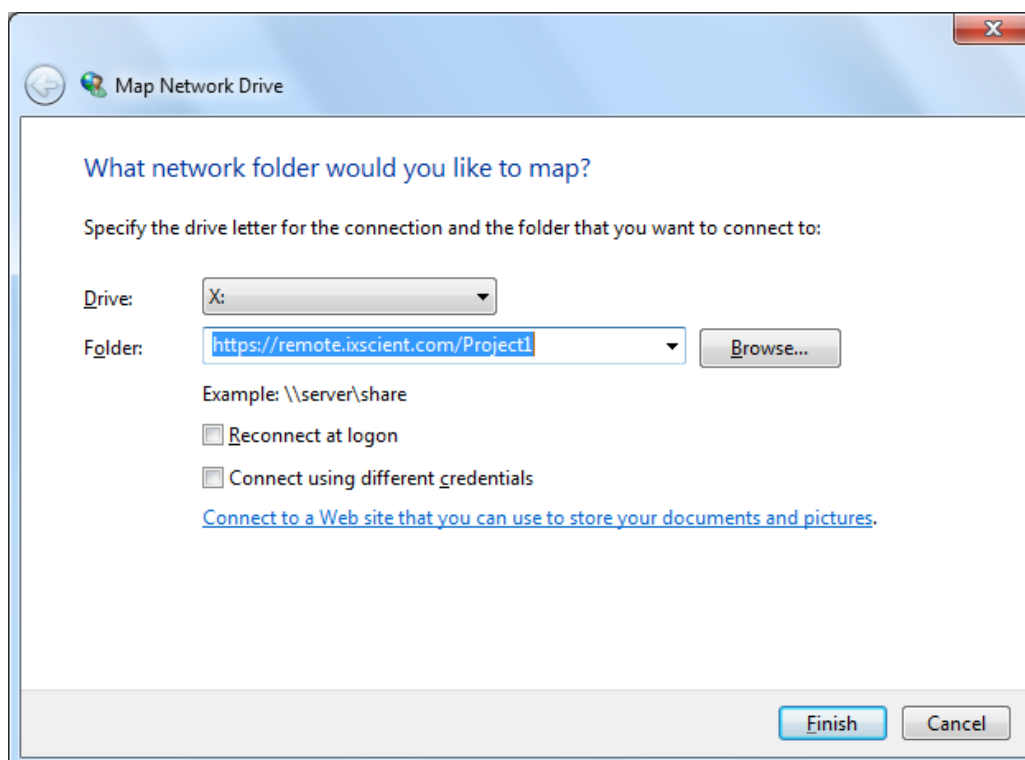 Map Network Drive
What network folder would you like to map?
Specify the drive letter for the connection and the folder that you want to connect to:
Drive: X:
Folder: https://remote.ixscient.com/Project1 Browse...
Example: \\server\share
Reconnect at logon
Connect using different credentials
Connect to a Web site that you can use to store your documents and pictures.
Finish Cancel